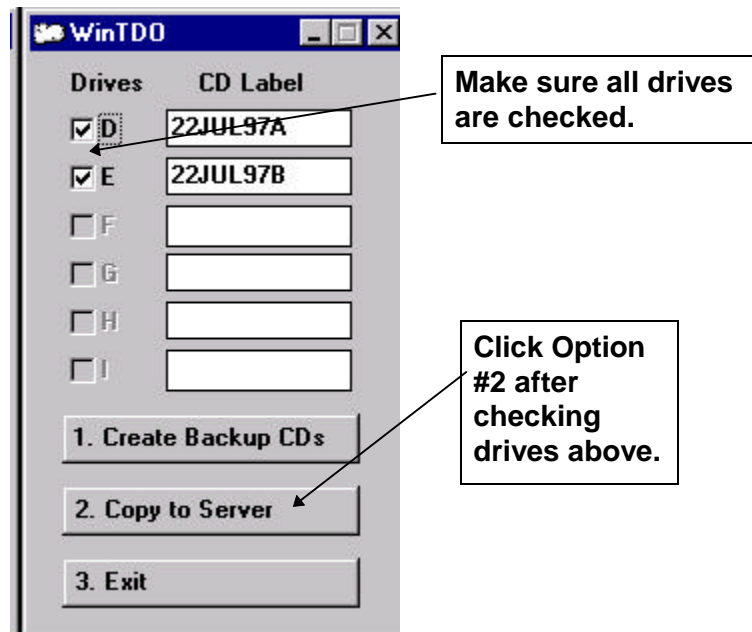 WinTDO
Drives CD Label
D 22JUL97A
E 22JUL97B
F
G
H
I
1. Create Backup CDs
2. Copy to Server
3. Exit
Make sure all drives
are checked.
Click Option
#2 after
checking
drives above.